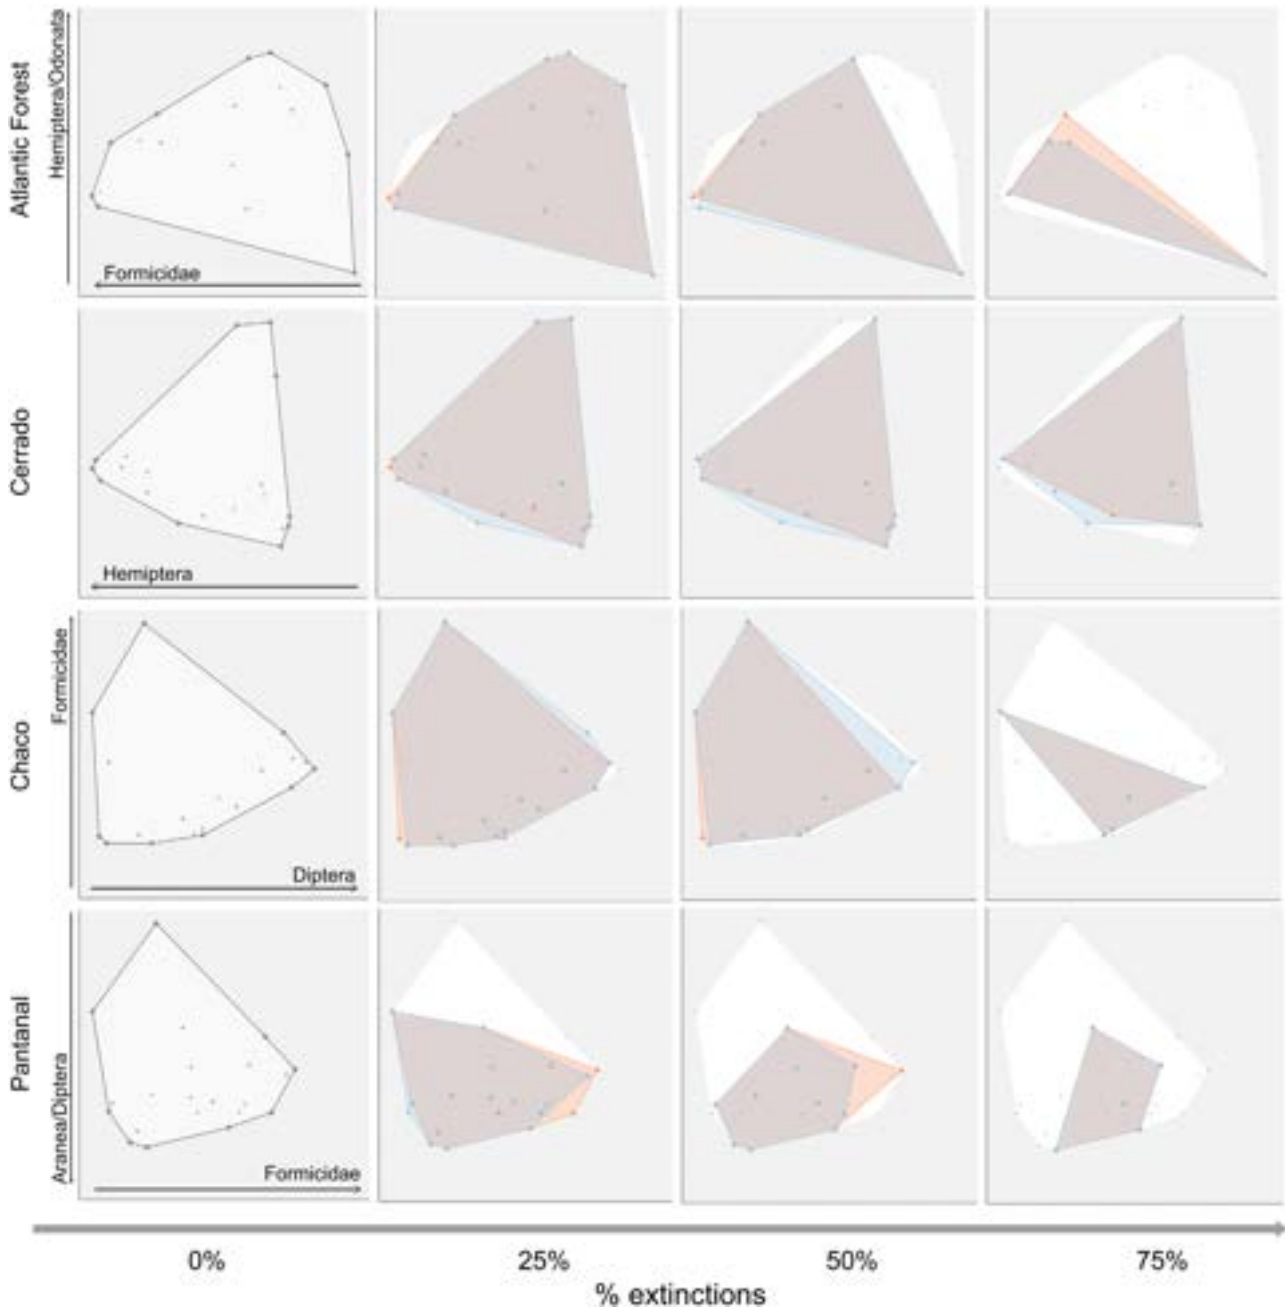 Atlantic Forest
Hemiptera/Odonata
Formicidae
Cerrado
Hemiptera
Chaco
Formicidae
Diptera
Pantanal
Aranea/Diptera
Formicidae
0%
25%
50%
75%
% extinctions